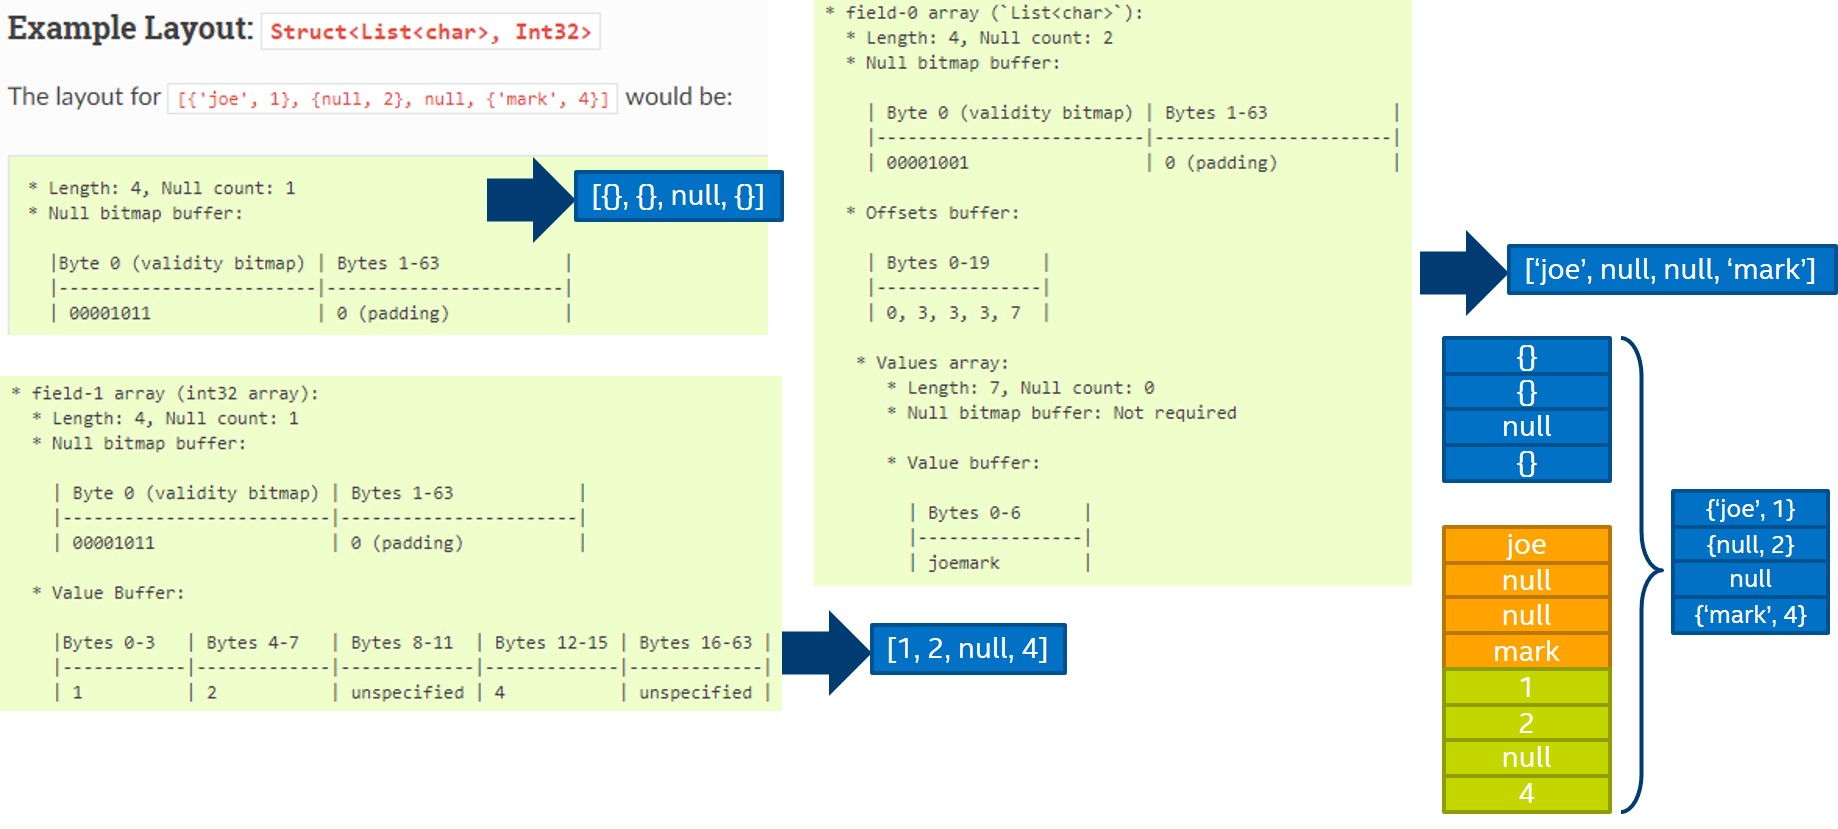 Example Layout: Struct<List<char>, Int32>
The layout for [{'joe', 1}, {null, 2}, null, {'mark', 4}] would be:
* Length: 4, Null count: 1
* Null bitmap buffer:
|Byte 0 (validity bitmap) | Bytes 1-63 |
|-------------------------|-----------------------|
| 00001011 | 0 (padding) |
[{}, {}, null, {}]
* field-1 array (int32 array):
* Length: 4, Null count: 1
* Null bitmap buffer:
| Byte 0 (validity bitmap) | Bytes 1-63 |
|--------------------------|-----------------------|
| 00001011 | 0 (padding) |
* Value Buffer:
|Bytes 0-3 | Bytes 4-7 | Bytes 8-11 | Bytes 12-15 | Bytes 16-63 |
|------------|-------------|-------------|-------------|-------------|
| 1 | 2 | unspecified | 4 | unspecified |
[1, 2, null, 4]
* field-0 array (`List<char>`):
* Length: 4, Null count: 2
* Null bitmap buffer:
| Byte 0 (validity bitmap) | Bytes 1-63 |
|--------------------------|-----------------------|
| 00001001 | 0 (padding) |
* Offsets buffer:
| Bytes 0-19 |
|----------------|
| 0, 3, 3, 3, 7 |
* Values array:
* Length: 7, Null count: 0
* Null bitmap buffer: Not required
* Value buffer:
| Bytes 0-6 |
|----------------|
| joemark |
[‘joe’, null, null, ‘mark’]
{}
{}
null
{}
joe
null
null
mark
1
2
null
4
{‘joe’, 1}
{null, 2}
null
{‘mark’, 4}